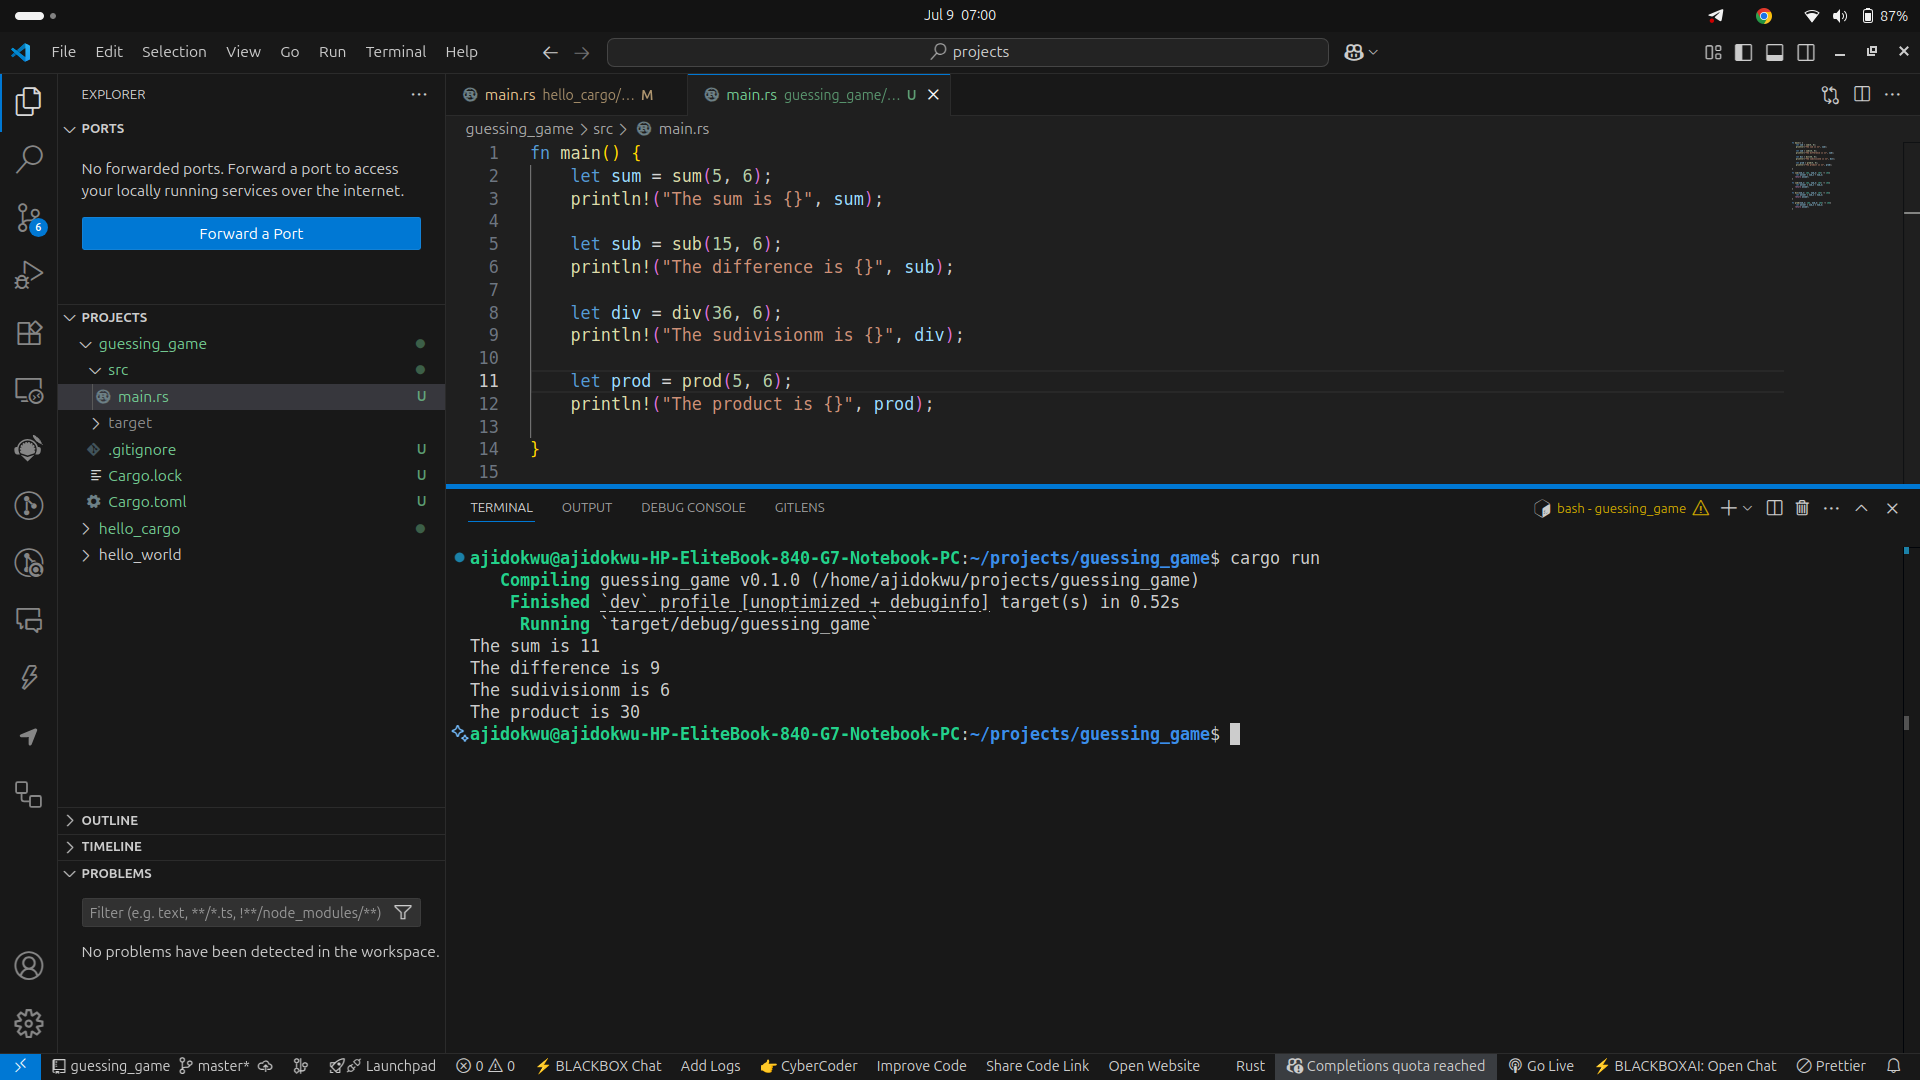 Jul 9 07:00
87%
File Edit Selection View Go Run Terminal Help
projects
EXPLORER
PORTS
No forwarded ports. Forward a port to access
your locally running services over the internet.
Forward a Port
PROJECTS
guessing_game
src
main.rs U
target
.gitignore U
Cargo.lock U
Cargo.toml U
hello_cargo
hello_world
OUTLINE
TIMELINE
PROBLEMS
Filter (e.g. text, **/*.ts, !**/node_modules/**)
No problems have been detected in the workspace.
6
main.rs hello_cargo/... M
main.rs guessing_game/... U
guessing_game > src > main.rs
1 fn main() {
2 let sum = sum(5, 6);
3 println!("The sum is {}", sum);
4
5 let sub = sub(15, 6);
6 println!("The difference is {}", sub);
7
8 let div = div(36, 6);
9 println!("The sudivisionm is {}", div);
10
11 let prod = prod(5, 6);
12 println!("The product is {}", prod);
13
14 }
15
TERMINAL OUTPUT DEBUG CONSOLE GITLENS
bash - guessing_game
ajidokwu@ajidokwu-HP-EliteBook-840-G7-Notebook-PC:~/projects/guessing_game$ cargo run
Compiling guessing_game v0.1.0 (/home/ajidokwu/projects/guessing_game)
Finished `dev` profile [unoptimized + debuginfo] target(s) in 0.52s
Running `target/debug/guessing_game`
The sum is 11
The difference is 9
The sudivisionm is 6
The product is 30
ajidokwu@ajidokwu-HP-EliteBook-840-G7-Notebook-PC:~/projects/guessing_game$
guessing_game master* Launchpad 0 0 BLACKBOX Chat Add Logs CyberCoder Improve Code Share Code Link Open Website Rust Completions quota reached Go Live BLACKBOXAI: Open Chat Prettier